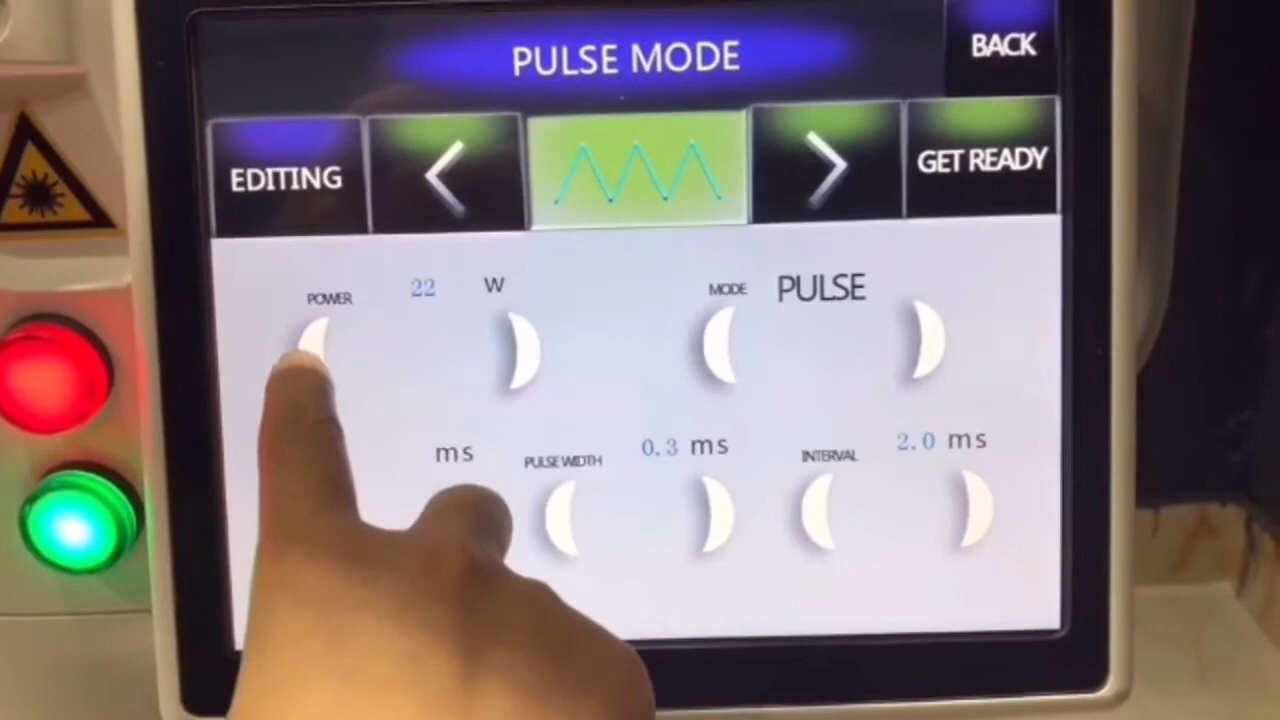 PULSE MODE
BACK
EDITING
GET READY
POWER 22 W
MODE PULSE
ms
PULSE WIDTH 0.3 ms
INTERVAL 2.0 ms